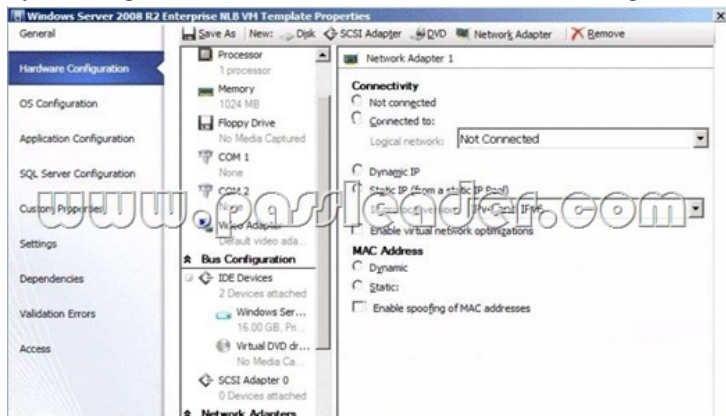 Windows Server 2008 R2 Enterprise NLB VM Template Properties
General
Save As New: Disk SCSI Adapter DVD Network Adapter Remove
Hardware Configuration
OS Configuration
Application Configuration
SQL Server Configuration
Custom Properties
Settings
Dependencies
Validation Errors
Access
Processor
1 processor
Memory
1024 MB
Floppy Drive
No Media Captured
COM 1
None
COM 2
None
Video Adapter
Default video ada...
Bus Configuration
IDE Devices
2 Devices attached
Windows Ser...
16.00 GB, Pri...
Virtual DVD dr...
No Media Ca...
SCSI Adapter 0
0 Devices attached
Network Adapters
Network Adapter 1
Connectivity
Not connected
Connected to:
Logical network: Not Connected
Dynamic IP
Static IP (from a static IP Pool)
Enable virtual network optimizations
MAC Address
Dynamic
Static:
Enable spoofing of MAC addresses
www.passleader.com